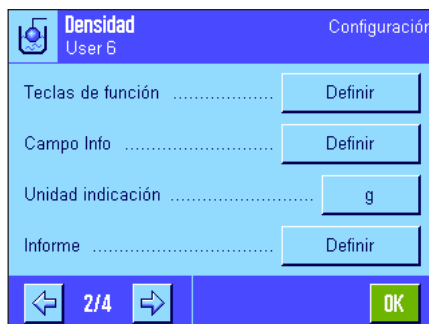 Densidad
Configuración
User 6
Teclas de función ................... Definir
Campo Info ............................ Definir
Unidad indicación ........................... g
Informe .................................. Definir
2/4
OK